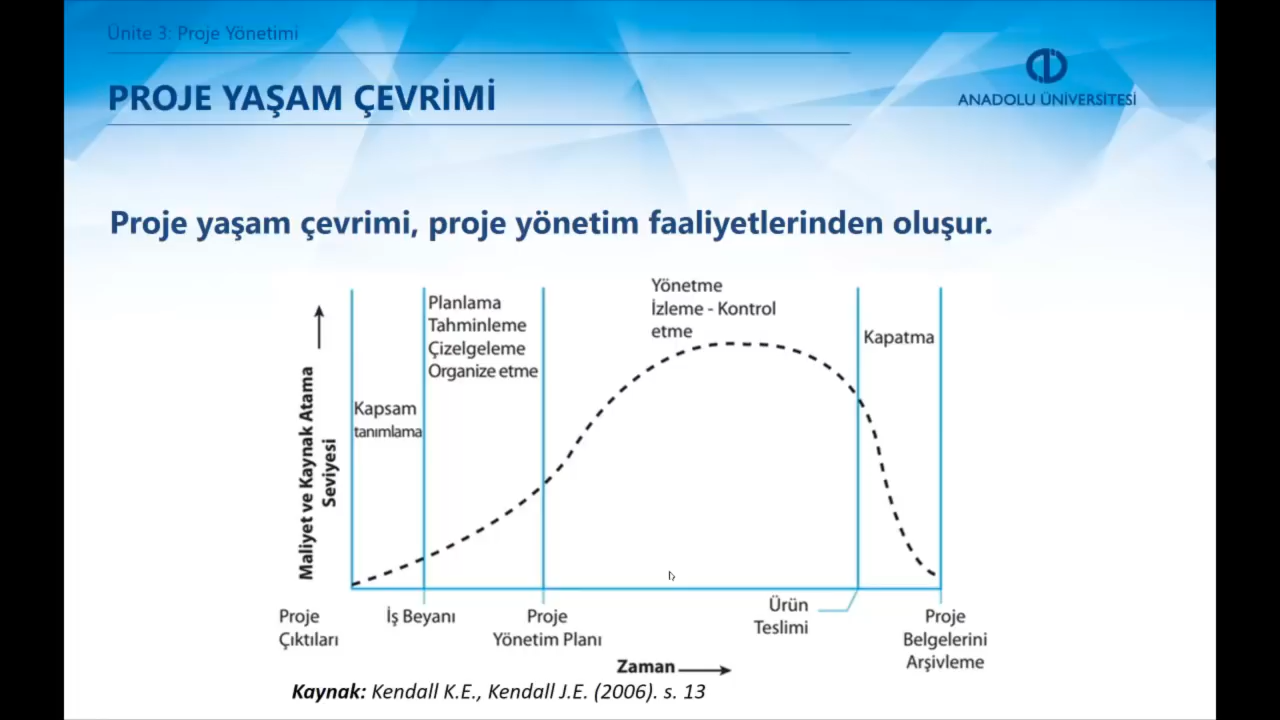 Ünite 3: Proje Yönetimi
PROJE YAŞAM ÇEVRİMİ
ANADOLU ÜNİVERSİTESİ
Proje yaşam çevrimi, proje yönetim faaliyetlerinden oluşur.
Maliyet ve Kaynak Atama
Seviyesi
Kapsam
tanımlama
Planlama
Tahminleme
Çizelgeleme
Organize etme
Yönetme
İzleme - Kontrol
etme
Kapatma
Proje
Çıktıları
İş Beyanı
Proje
Yönetim Planı
Ürün
Teslimi
Proje
Belgelerini
Arşivleme
Zaman
Kaynak: Kendall K.E., Kendall J.E. (2006). s. 13